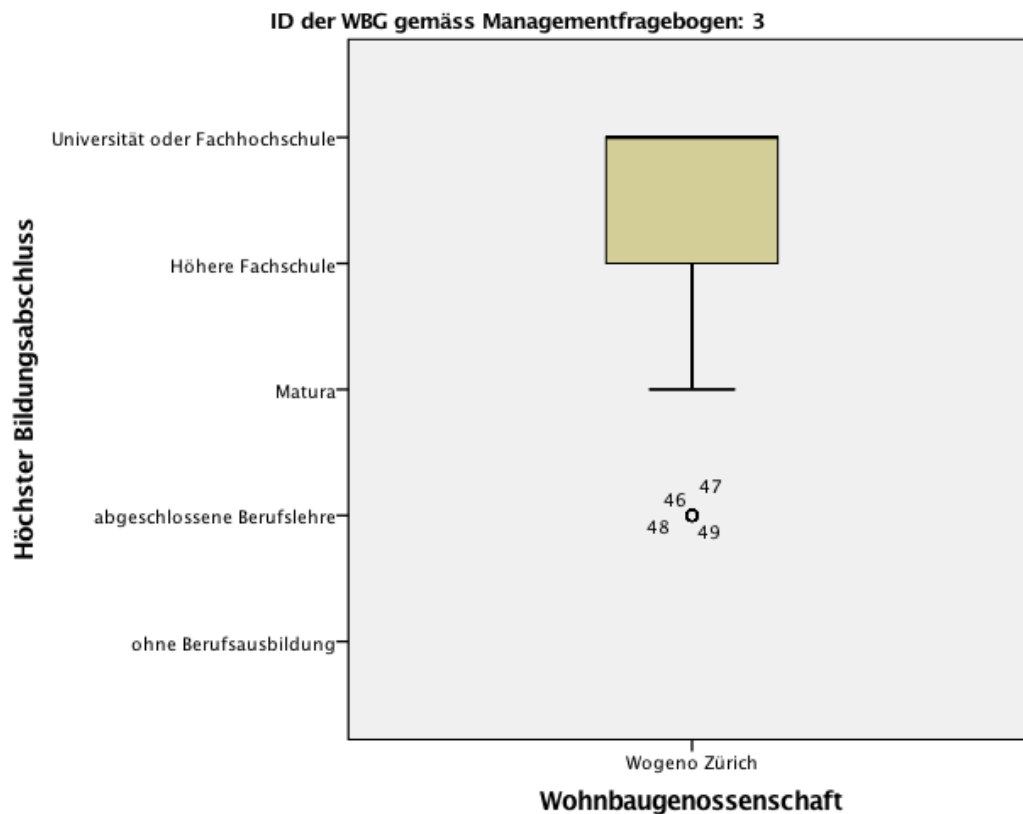 ID der WBG gemäss Managementfragebogen: 3
Höchster Bildungsabschluss
Universität oder Fachhochschule
Höhere Fachschule
Matura
abgeschlossene Berufslehre
ohne Berufsausbildung
47
46
48
49
Wogeno Zürich
Wohnbaugenossenschaft